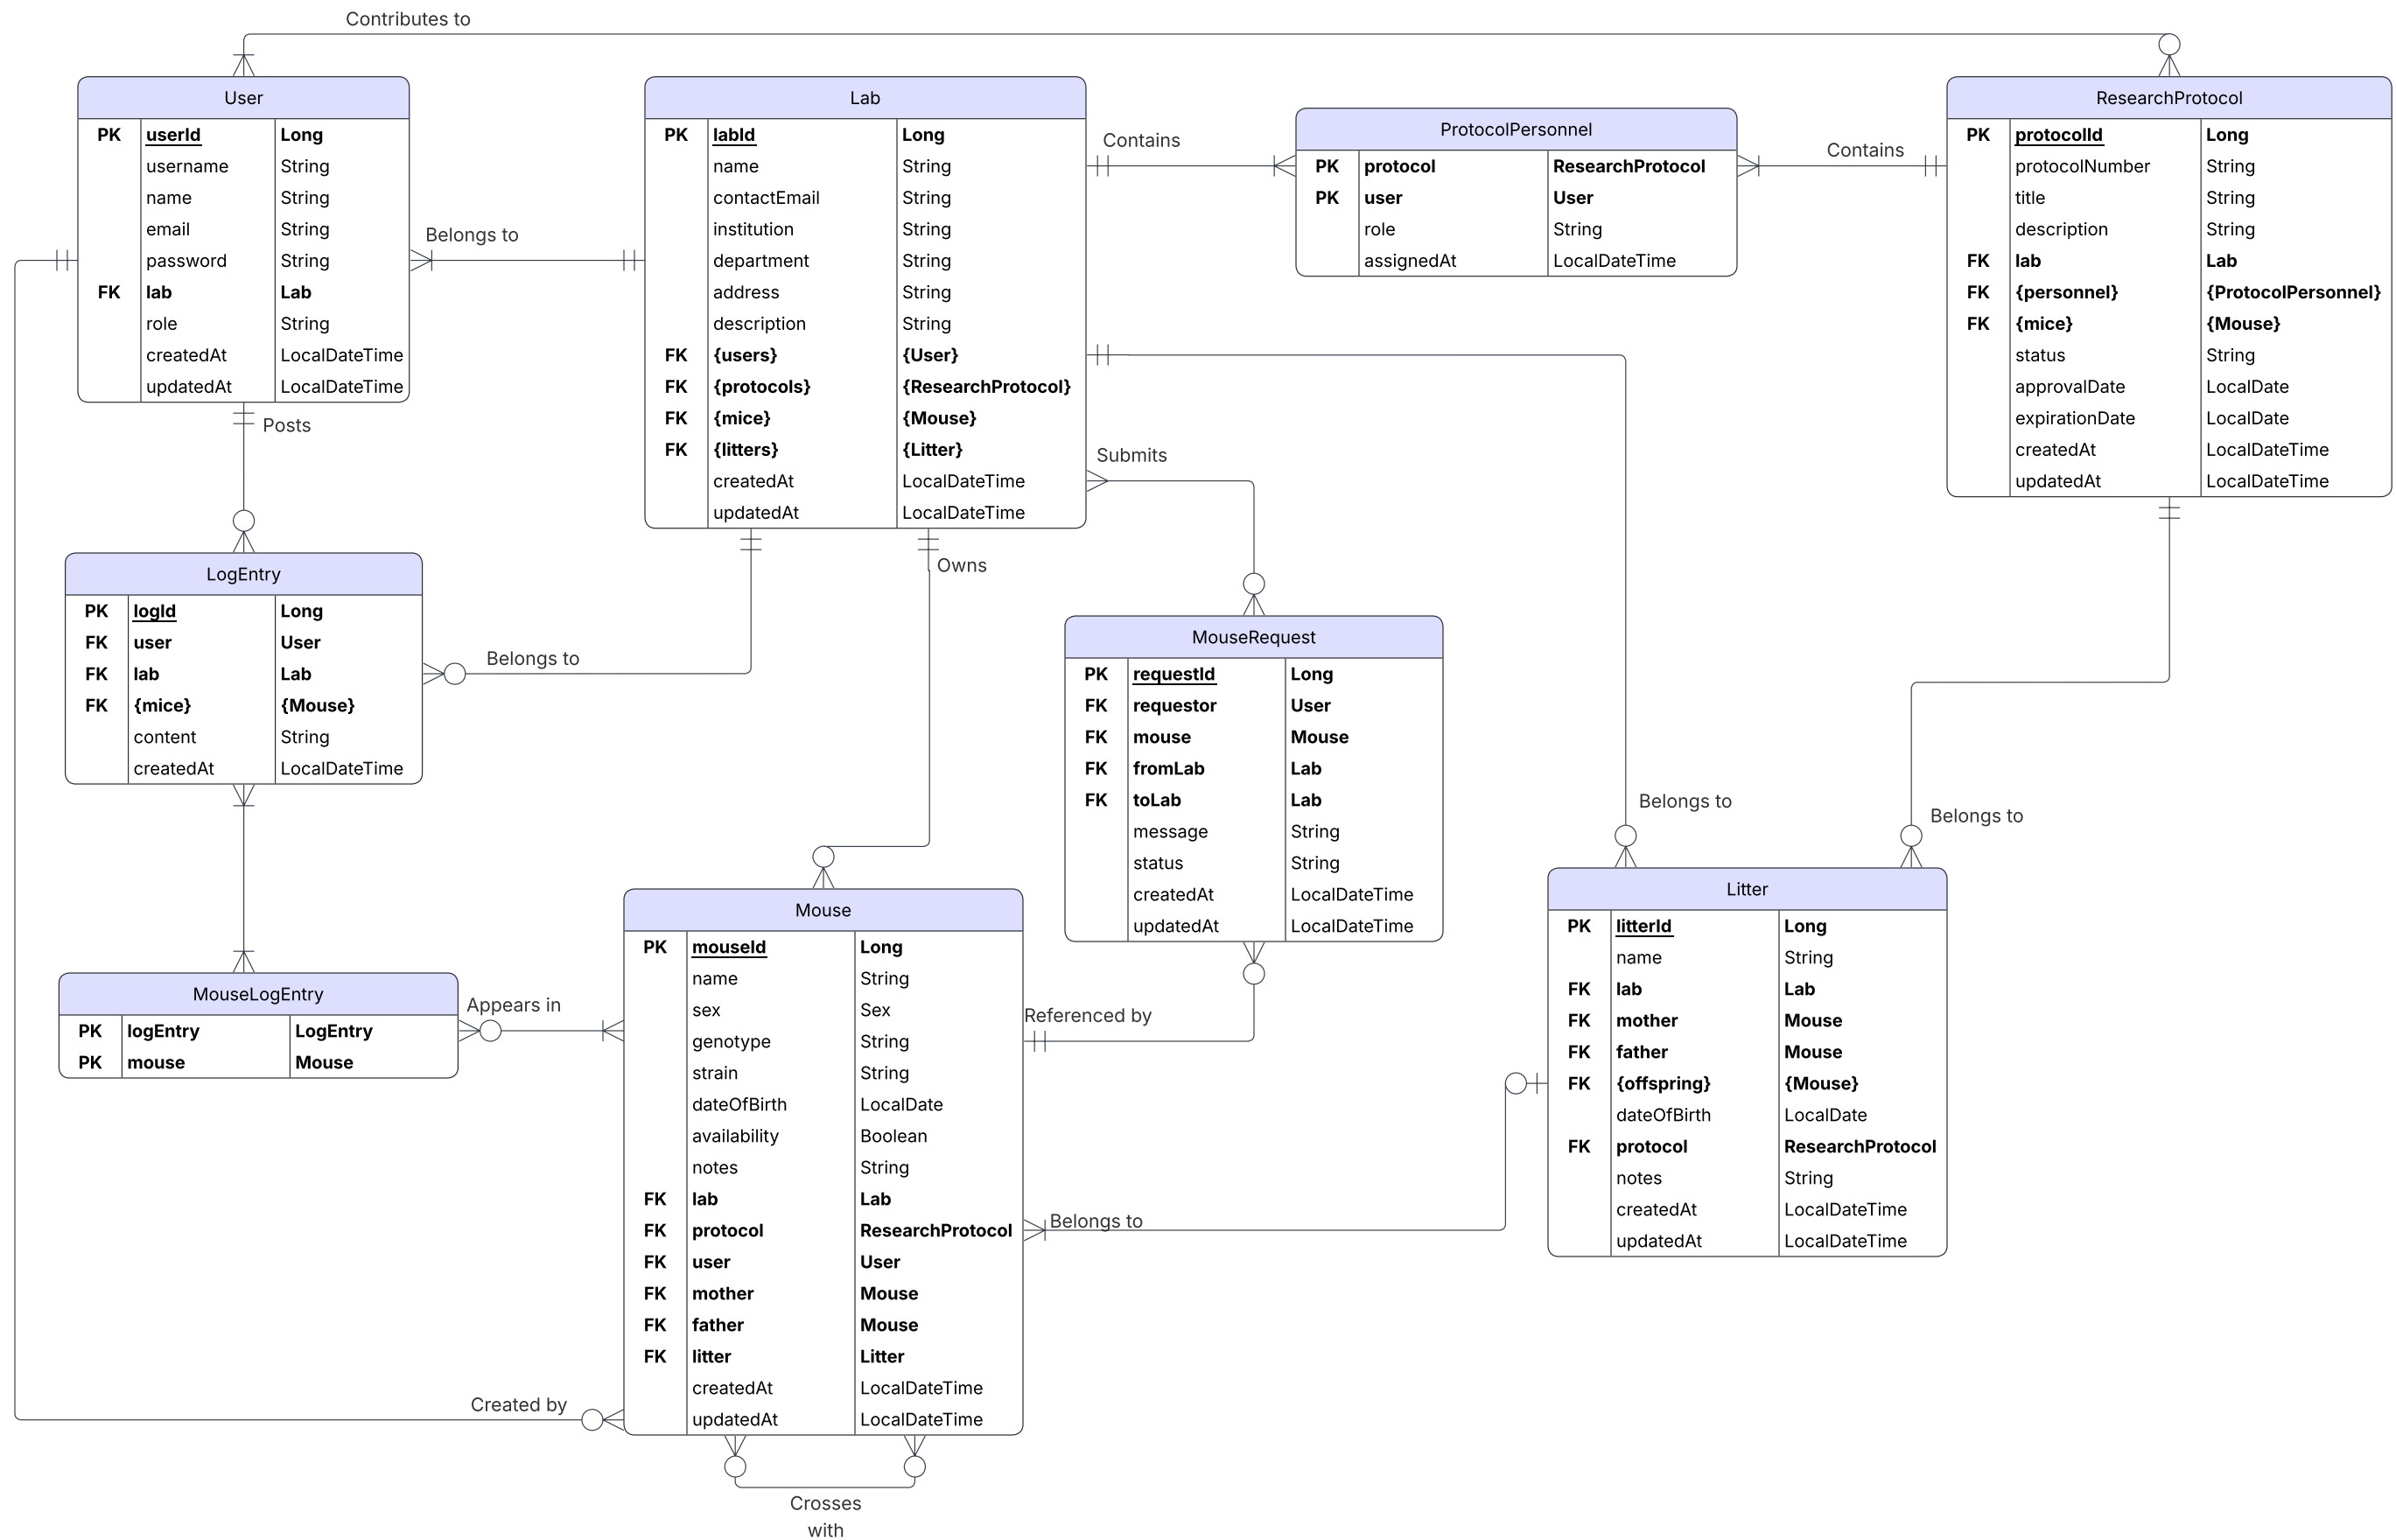 Contributes to
User
PK userId Long
username String
name String
email String
password String
FK lab Lab
role String
createdAt LocalDateTime
updatedAt LocalDateTime
Belongs to
Lab
PK labId Long
name String
contactEmail String
institution String
department String
address String
description String
FK {users} {User}
FK {protocols} {ResearchProtocol}
FK {mice} {Mouse}
FK {litters} {Litter}
createdAt LocalDateTime
updatedAt LocalDateTime
Contains
ProtocolPersonnel
PK protocol ResearchProtocol
PK user User
role String
assignedAt LocalDateTime
Contains
ResearchProtocol
PK protocolId Long
protocolNumber String
title String
description String
FK lab Lab
FK {personnel} {ProtocolPersonnel}
FK {mice} {Mouse}
status String
approvalDate LocalDate
expirationDate LocalDate
createdAt LocalDateTime
updatedAt LocalDateTime
Posts
Submits
Owns
LogEntry
PK logId Long
FK user User
FK lab Lab
FK {mice} {Mouse}
content String
createdAt LocalDateTime
Belongs to
MouseRequest
PK requestId Long
FK requestor User
FK mouse Mouse
FK fromLab Lab
FK toLab Lab
message String
status String
createdAt LocalDateTime
updatedAt LocalDateTime
Belongs to
Belongs to
MouseLogEntry
PK logEntry LogEntry
PK mouse Mouse
Appears in
Mouse
PK mouseId Long
name String
sex Sex
genotype String
strain String
dateOfBirth LocalDate
availability Boolean
notes String
FK lab Lab
FK protocol ResearchProtocol
FK user User
FK mother Mouse
FK father Mouse
FK litter Litter
createdAt LocalDateTime
updatedAt LocalDateTime
Referenced by
Belongs to
Litter
PK litterId Long
name String
FK lab Lab
FK mother Mouse
FK father Mouse
FK {offspring} {Mouse}
dateOfBirth LocalDate
FK protocol ResearchProtocol
notes String
createdAt LocalDateTime
updatedAt LocalDateTime
Created by
Crosses
with